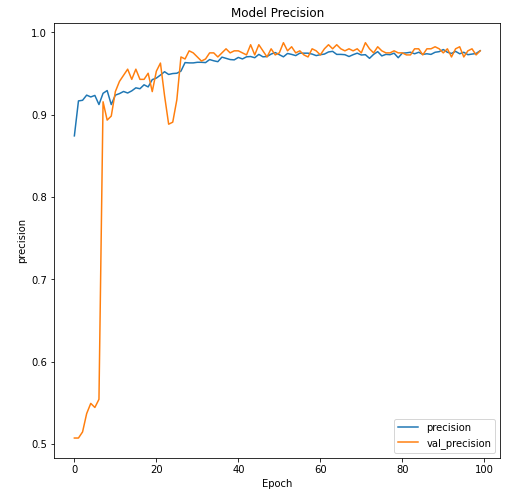 Model Precision
1.0
0.9
0.8
0.7
0.6
0.5
precision
0 20 40 60 80 100
Epoch
precision
val_precision